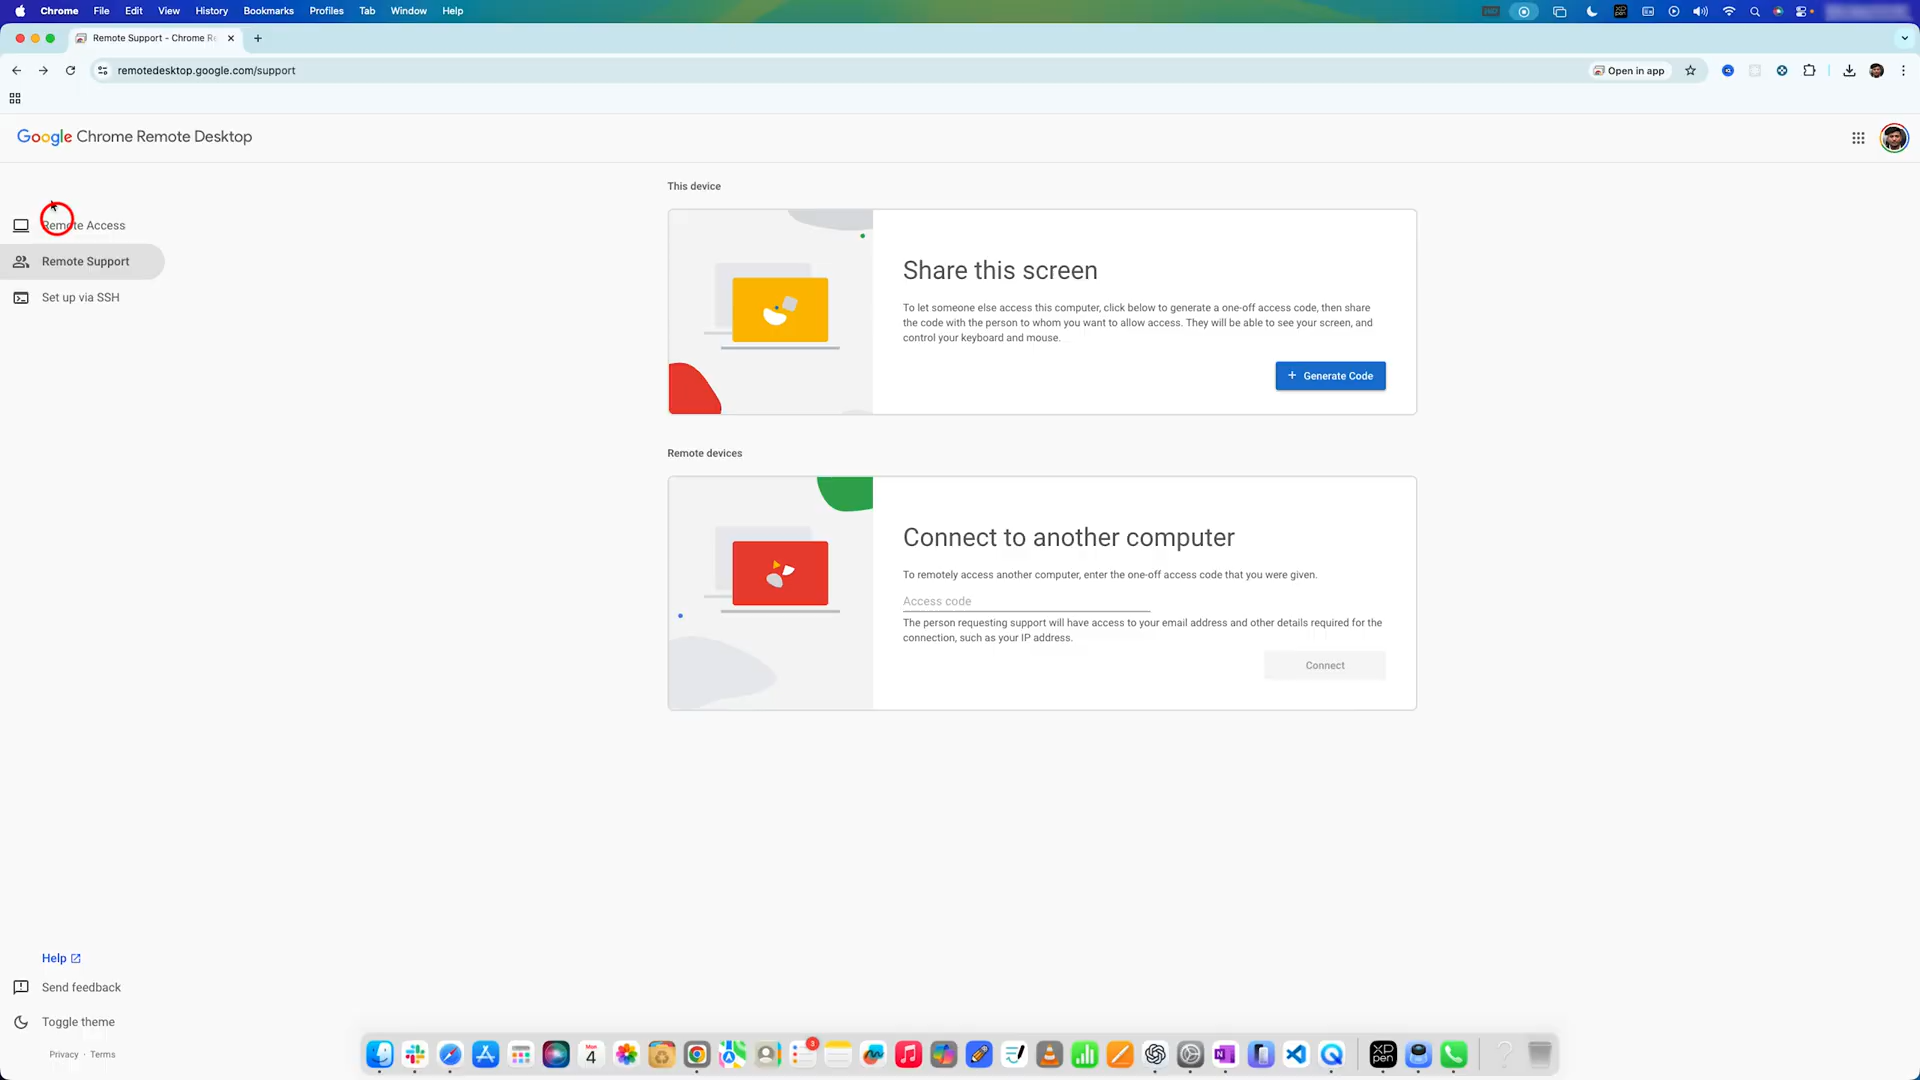 Chrome File Edit View History Bookmarks Profiles Tab Window Help
Remote Support - Chrome Re
remotedesktop.google.com/support
Open in app
Google Chrome Remote Desktop
This device
Remote Access
Remote Support
Set up via SSH
Share this screen
To let someone else access this computer, click below to generate a one-off access code, then share
the code with the person to whom you want to allow access. They will be able to see your screen, and
control your keyboard and mouse.
+ Generate Code
Remote devices
Connect to another computer
To remotely access another computer, enter the one-off access code that you were given.
Access code
The person requesting support will have access to your email address and other details required for the
connection, such as your IP address.
Connect
Help
Send feedback
Toggle theme
Privacy · Terms
Mon
4
3
XP
pen